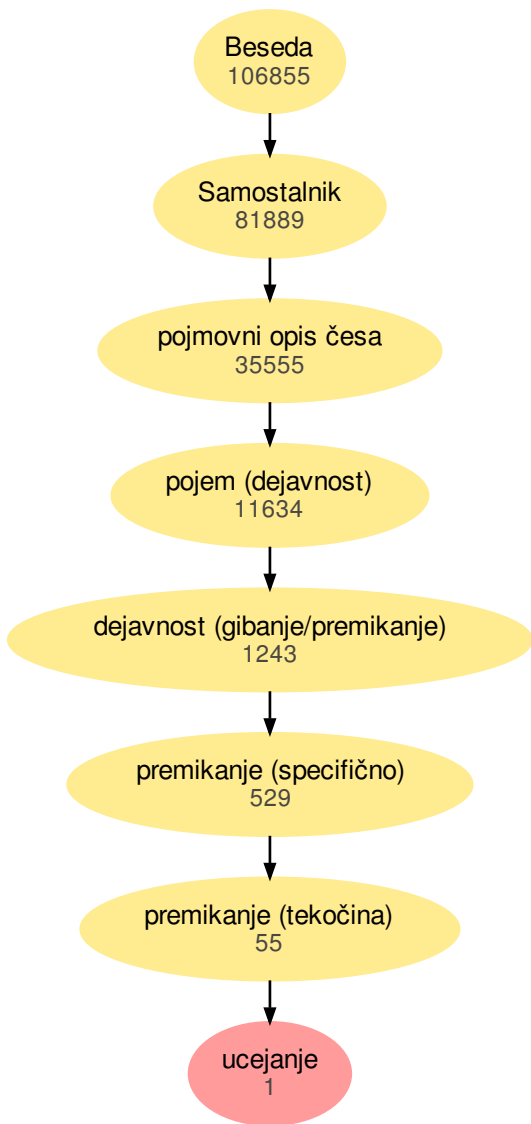 Beseda
106855
Samostalnik
81889
pojmovni opis česa
35555
pojem (dejavnost)
11634
dejavnost (gibanje/premikanje)
1243
premikanje (specifično)
529
premikanje (tekočina)
55
ucejanje
1